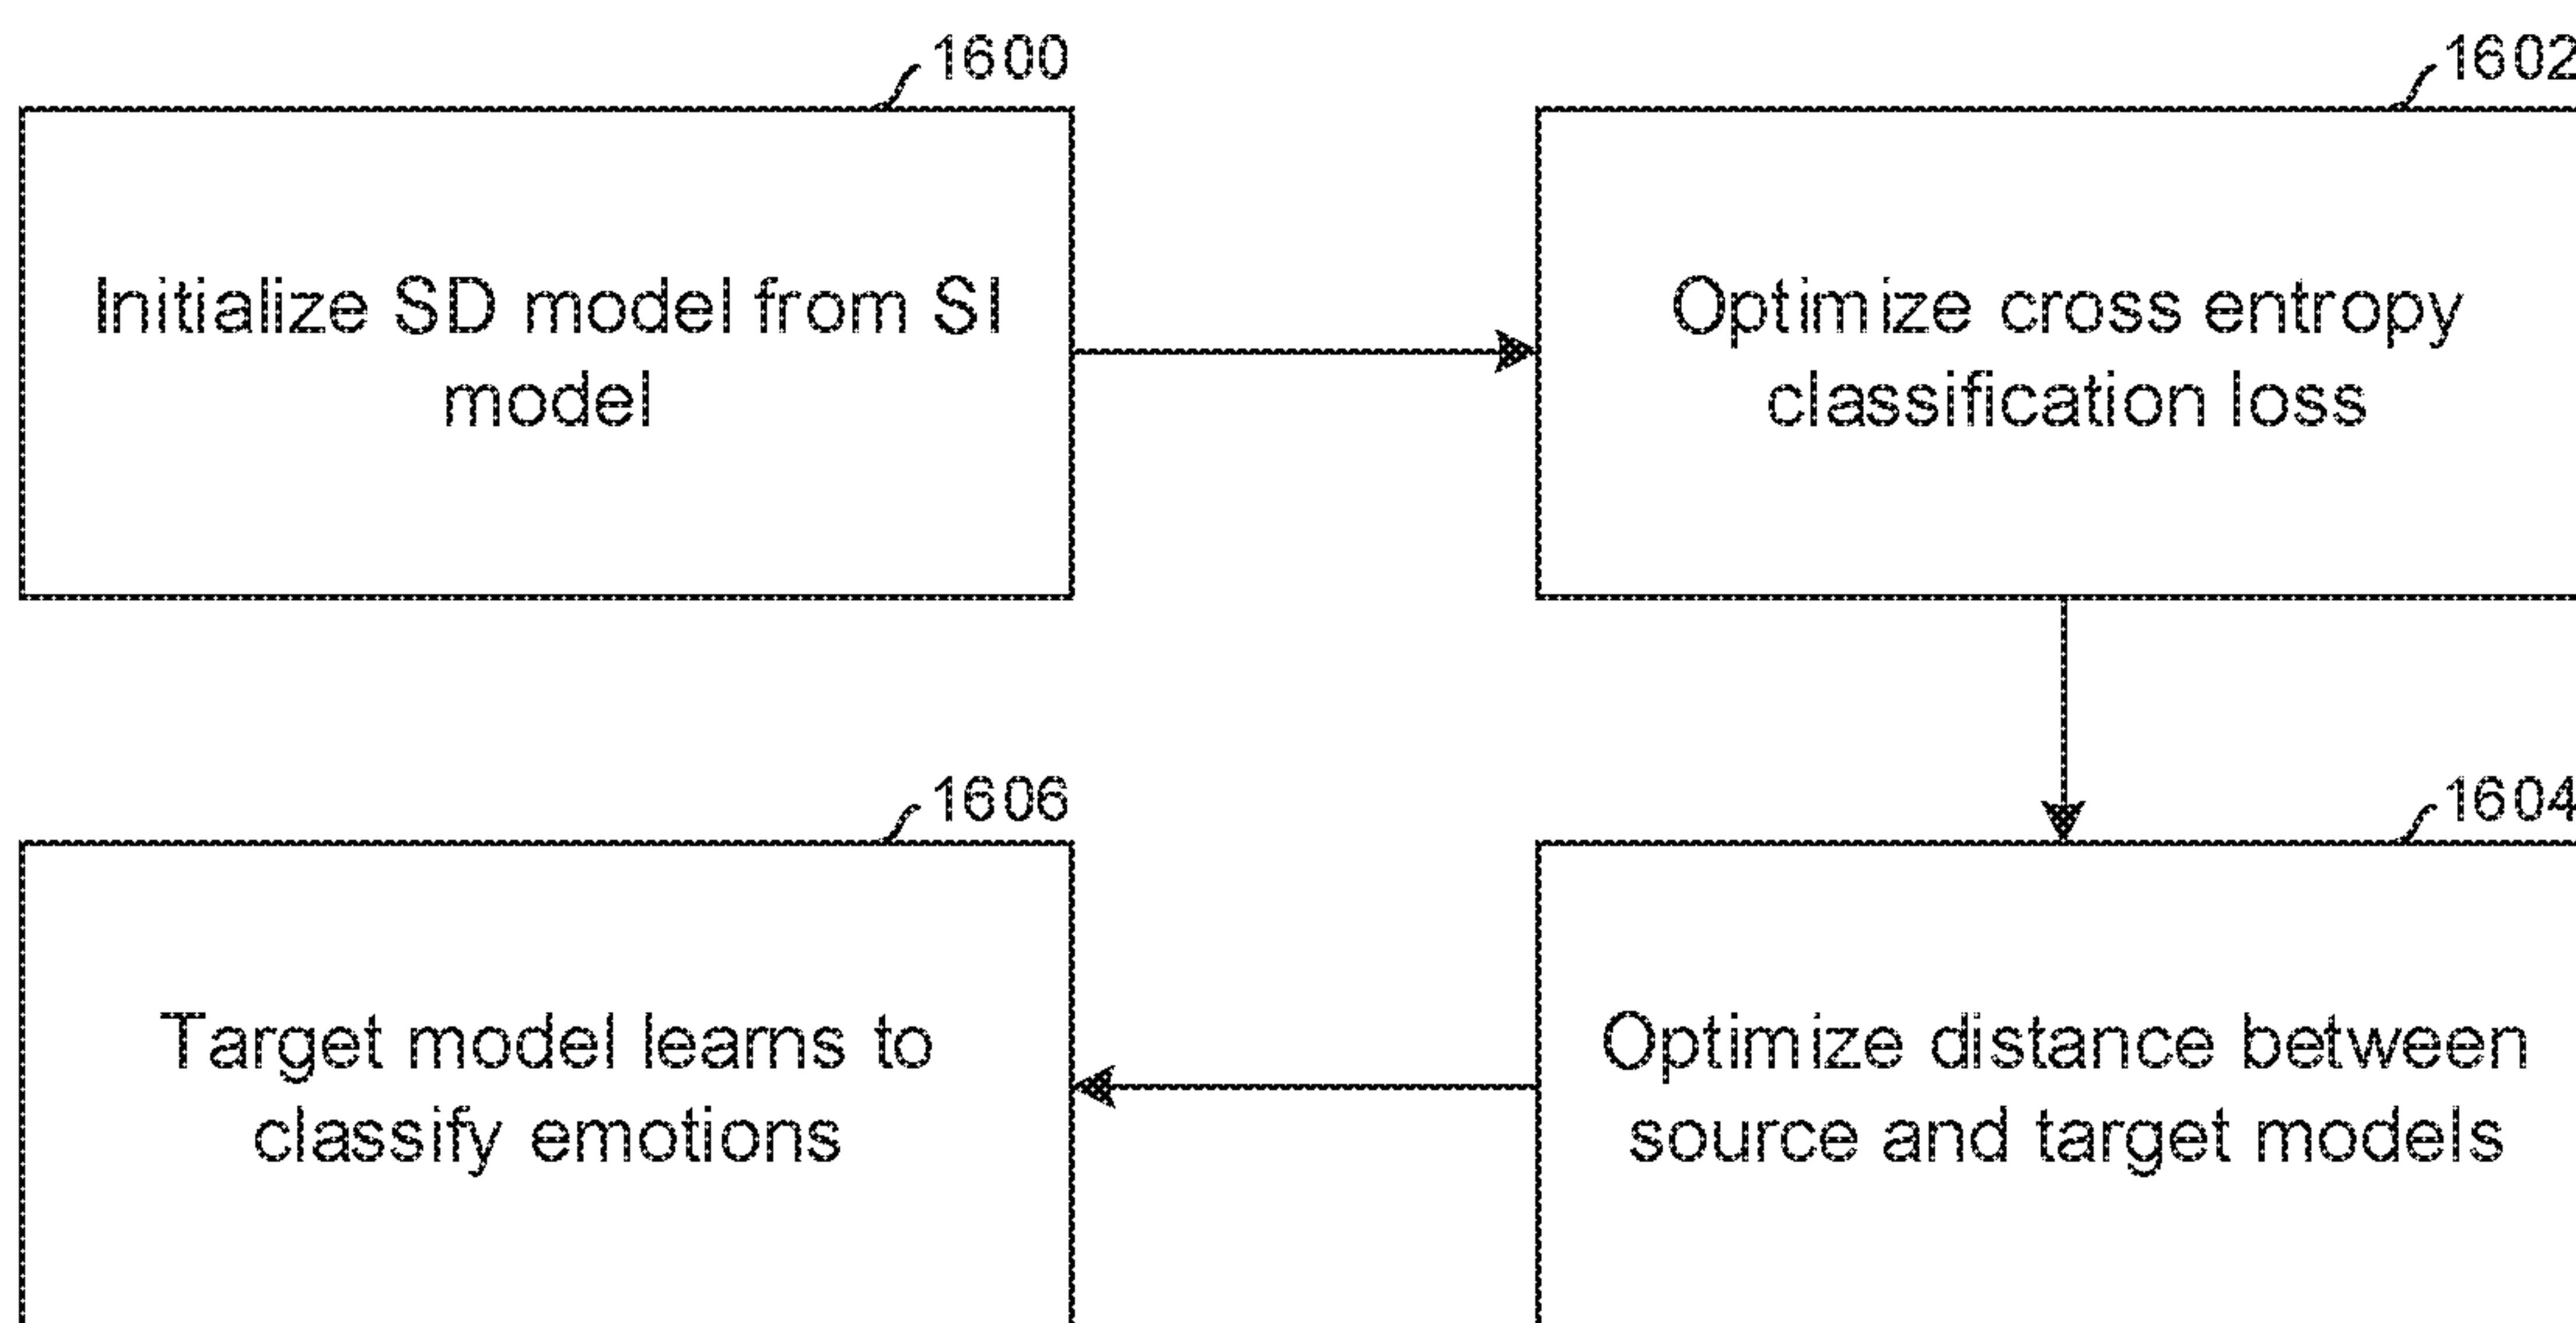 1600
Initialize SD model from SI
model
1602
Optimize cross entropy
classification loss
1606
Target model learns to
classify emotions
1604
Optimize distance between
source and target models